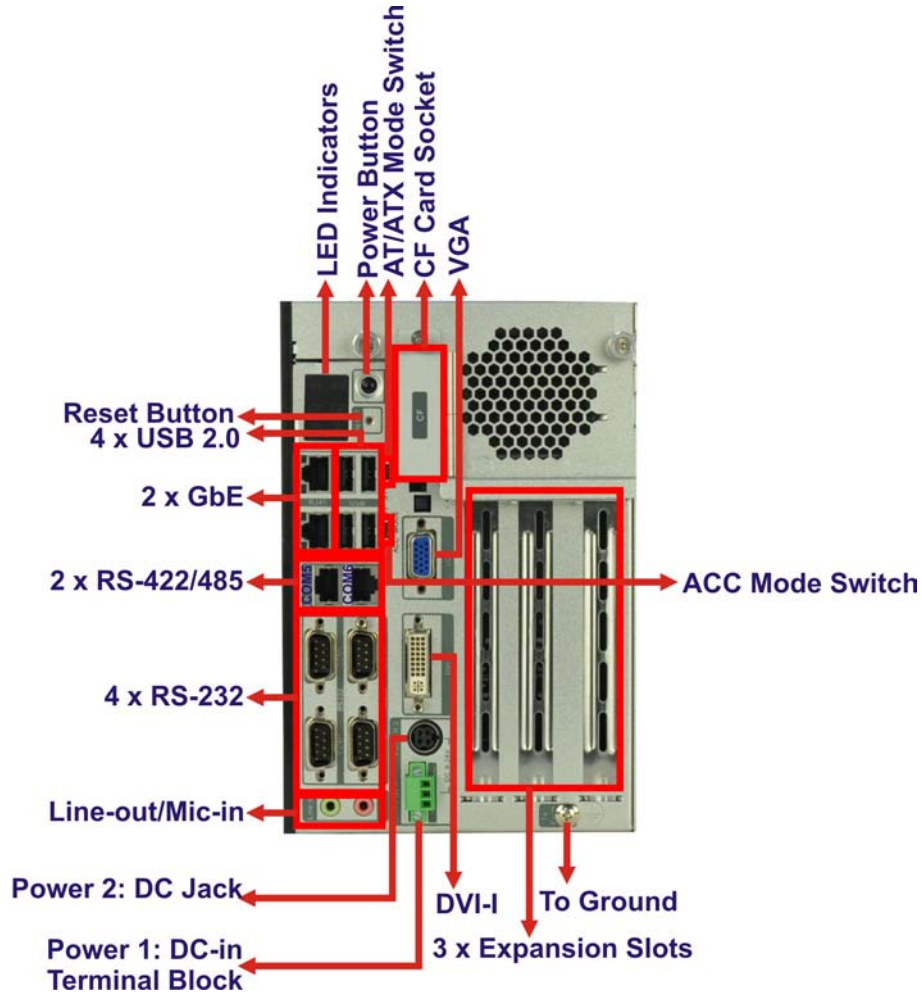 LED Indicators
Power Button
AT/ATX Mode Switch
CF Card Socket
VGA
Reset Button
4 x USB 2.0
2 x GbE
2 x RS-422/485
4 x RS-232
Line-out/Mic-in
Power 2: DC Jack
Power 1: DC-in
Terminal Block
CF
COM5
COM6
ACC Mode Switch
DVI-I
To Ground
3 x Expansion Slots